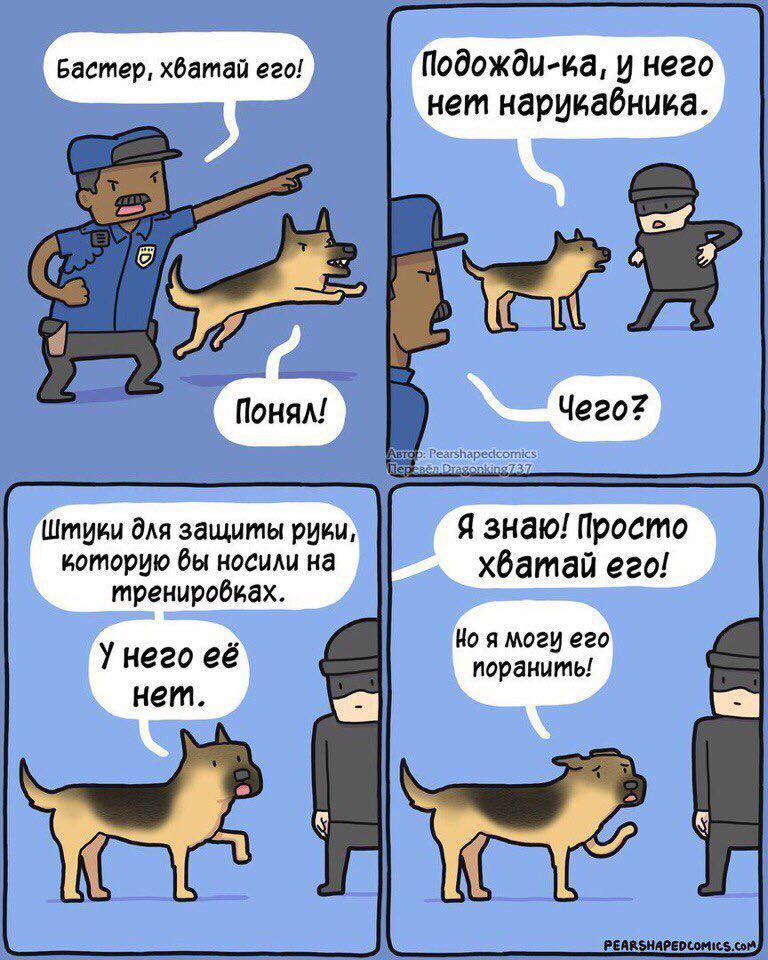 Бастер, хватай его!
Понял!
Подожди-ка, у него
нет нарукавника.
Чего?
Автор: Pearshapedcomics
Перевёл Dragonking737
Штуки для защиты руки,
которую вы носили на
тренировках.
У него её
нет.
Я знаю! Просто
хватай его!
Но я могу его
поранить!
PEARSHAPEDCOMICS.COM